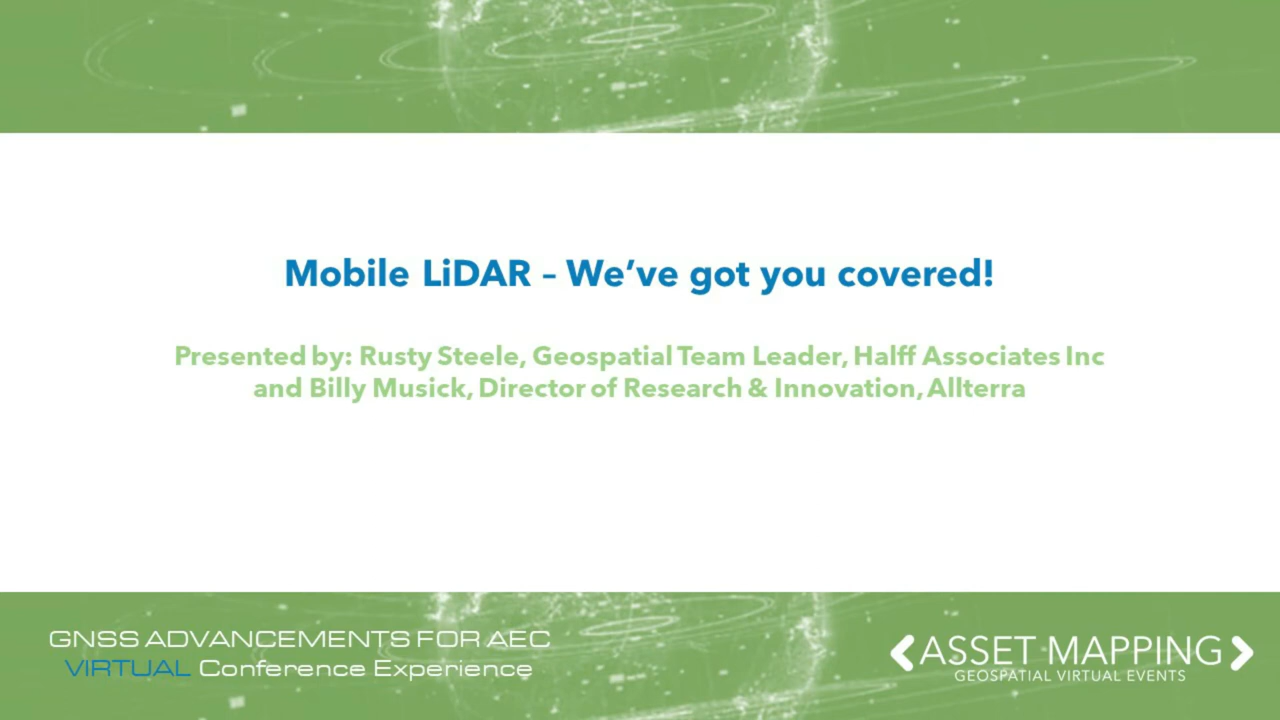 Mobile LiDAR – We’ve got you covered!
Presented by: Rusty Steele, Geospatial Team Leader, Halff Associates Inc
and Billy Musick, Director of Research & Innovation, Allterra
GNSS ADVANCEMENTS FOR AEC
VIRTUAL Conference Experience
ASSET MAPPING
GEOSPATIAL VIRTUAL EVENTS